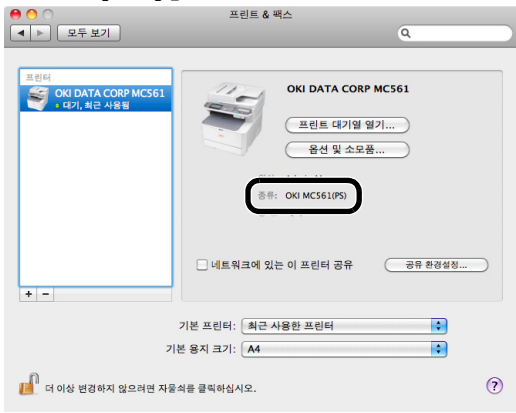 프린트 & 팩스
모두 보기
프린터
OKI DATA CORP MC561
대기, 최근 사용됨
OKI DATA CORP MC561
프린트 대기열 열기...
옵션 및 소모품...
종류: OKI MC561(PS)
네트워크에 있는 이 프린터 공유
공유 환경설정...
+ −
기본 프린터: 최근 사용한 프린터
기본 용지 크기: A4
더 이상 변경하지 않으려면 자물쇠를 클릭하십시오.
?